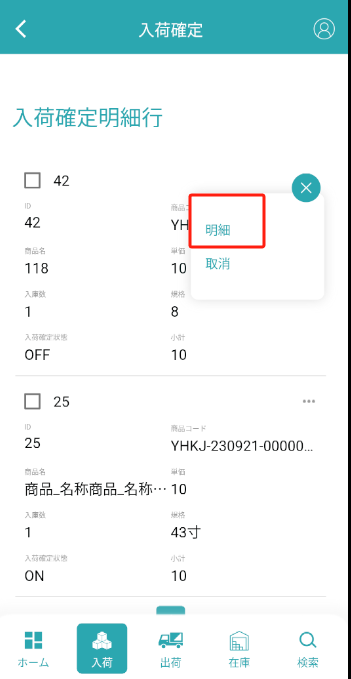 入荷確定
入荷確定明細行
42
ID
42
YH
明細
取消
商品名
118
単価
10
入庫数
1
規格
8
入荷確定状態
OFF
小計
10
25
ID
25
商品コード
YHKJ-230921-00000...
商品名
商品_名称商品_名称…
単価
10
入庫数
1
規格
43寸
入荷確定状態
ON
小計
10
ホーム
入荷
出荷
在庫
検索